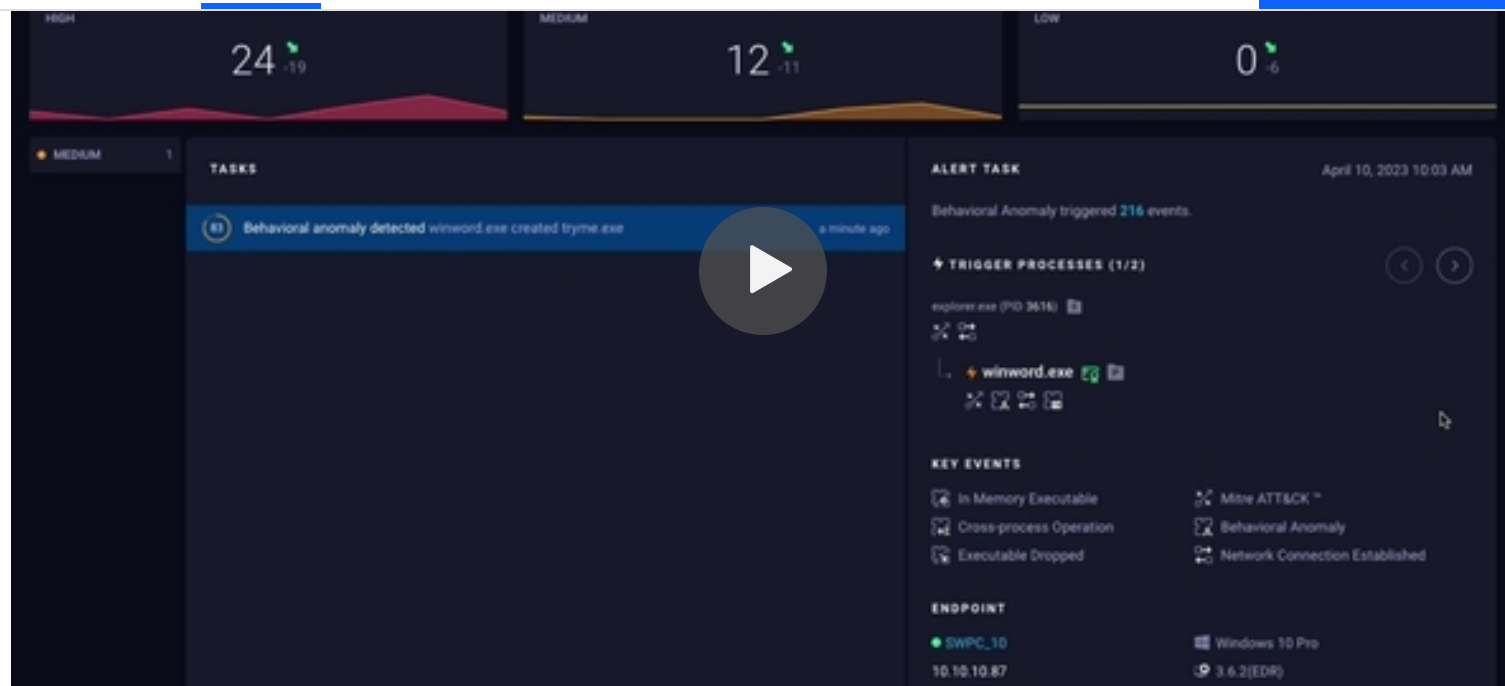 HIGH
24 -19
MEDIUM
12 -11
LOW
0 -6
MEDIUM 1
TASKS
83 Behavioral anomaly detected winword.exe created tryme.exe a minute ago
ALERT TASK April 10, 2023 10:03 AM
Behavioral Anomaly triggered 216 events.
TRIGGER PROCESSES (1/2)
explorer.exe (PID 3616)
winword.exe
KEY EVENTS
In Memory Executable
Mitre ATT&CK ™
Cross-process Operation
Behavioral Anomaly
Executable Dropped
Network Connection Established
ENDPOINT
SWPC_10
Windows 10 Pro
10.10.10.87
3.6.2(EDR)